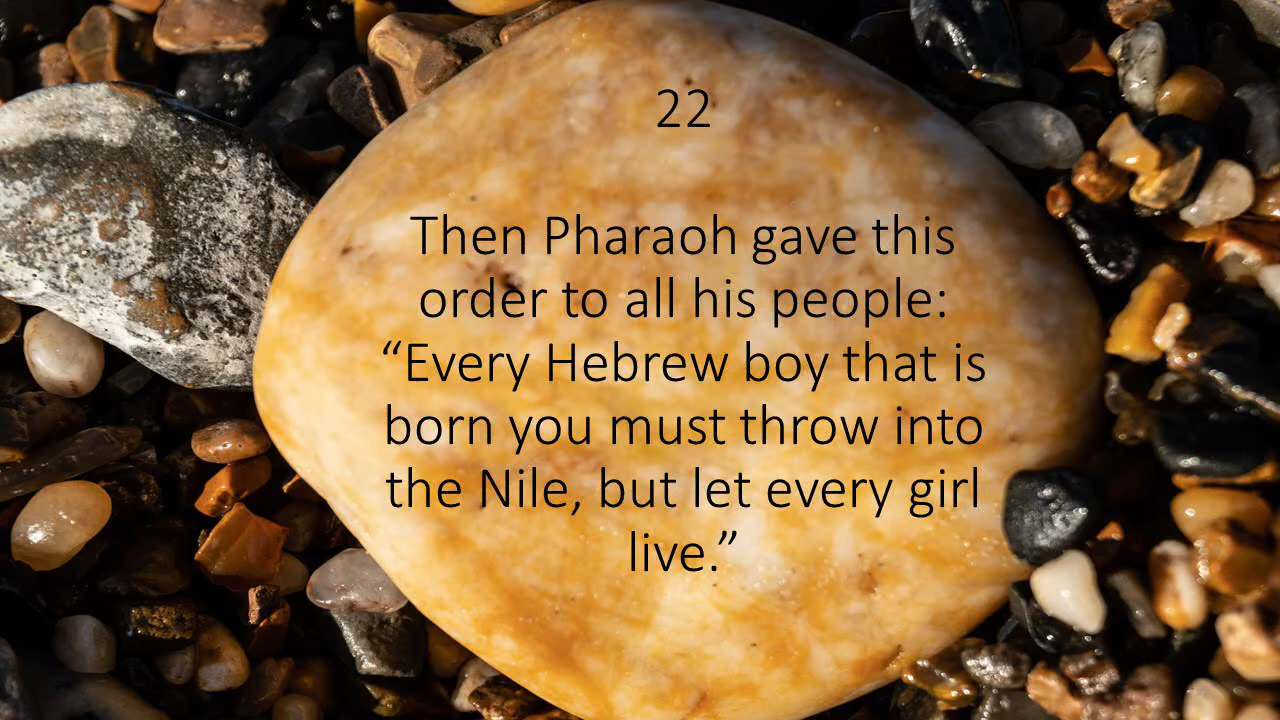 22
Then Pharaoh gave this
order to all his people:
“Every Hebrew boy that is
born you must throw into
the Nile, but let every girl
live.”